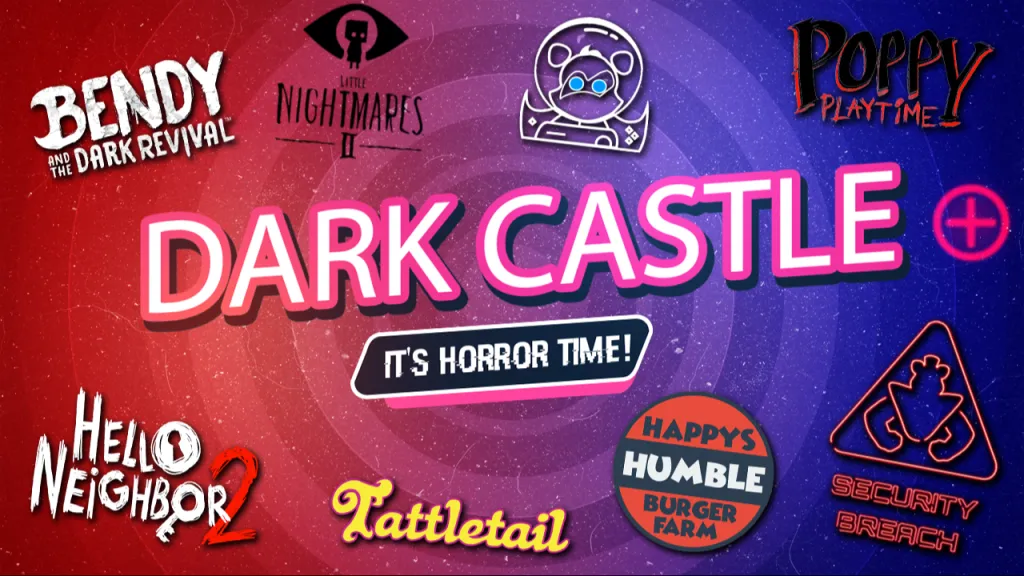 BENDY
AND THE DARK REVIVAL™
LITTLE
NIGHTMARES
II
POPPY
PLAYTIME
DARK CASTLE +
IT'S HORROR TIME!
HELLO
NEIGHBOR 2
Tattletail
HAPPYS
HUMBLE
BURGER
FARM
SECURITY
BREACH